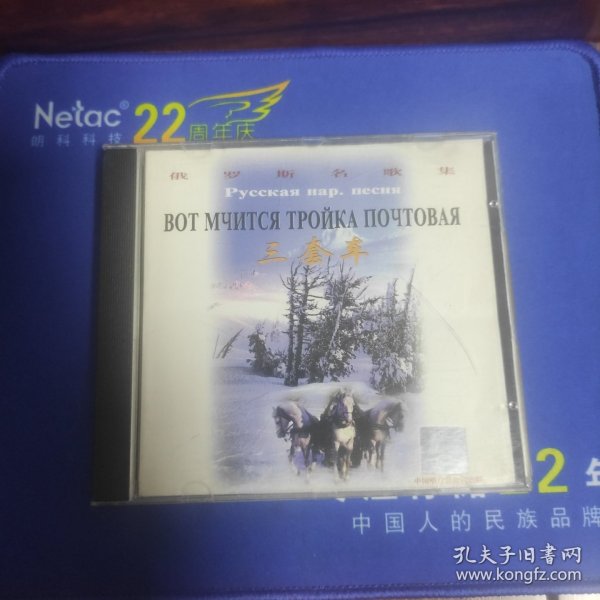 Netac® 22
朗科科技 周年庆
俄罗斯名歌集
Русская нар. песня
ВОТ МЧИТСЯ ТРОЙКА ПОЧТОВАЯ
三套车
2年
中国人的民族品牌
孔夫子旧书网
www.kongfz.com